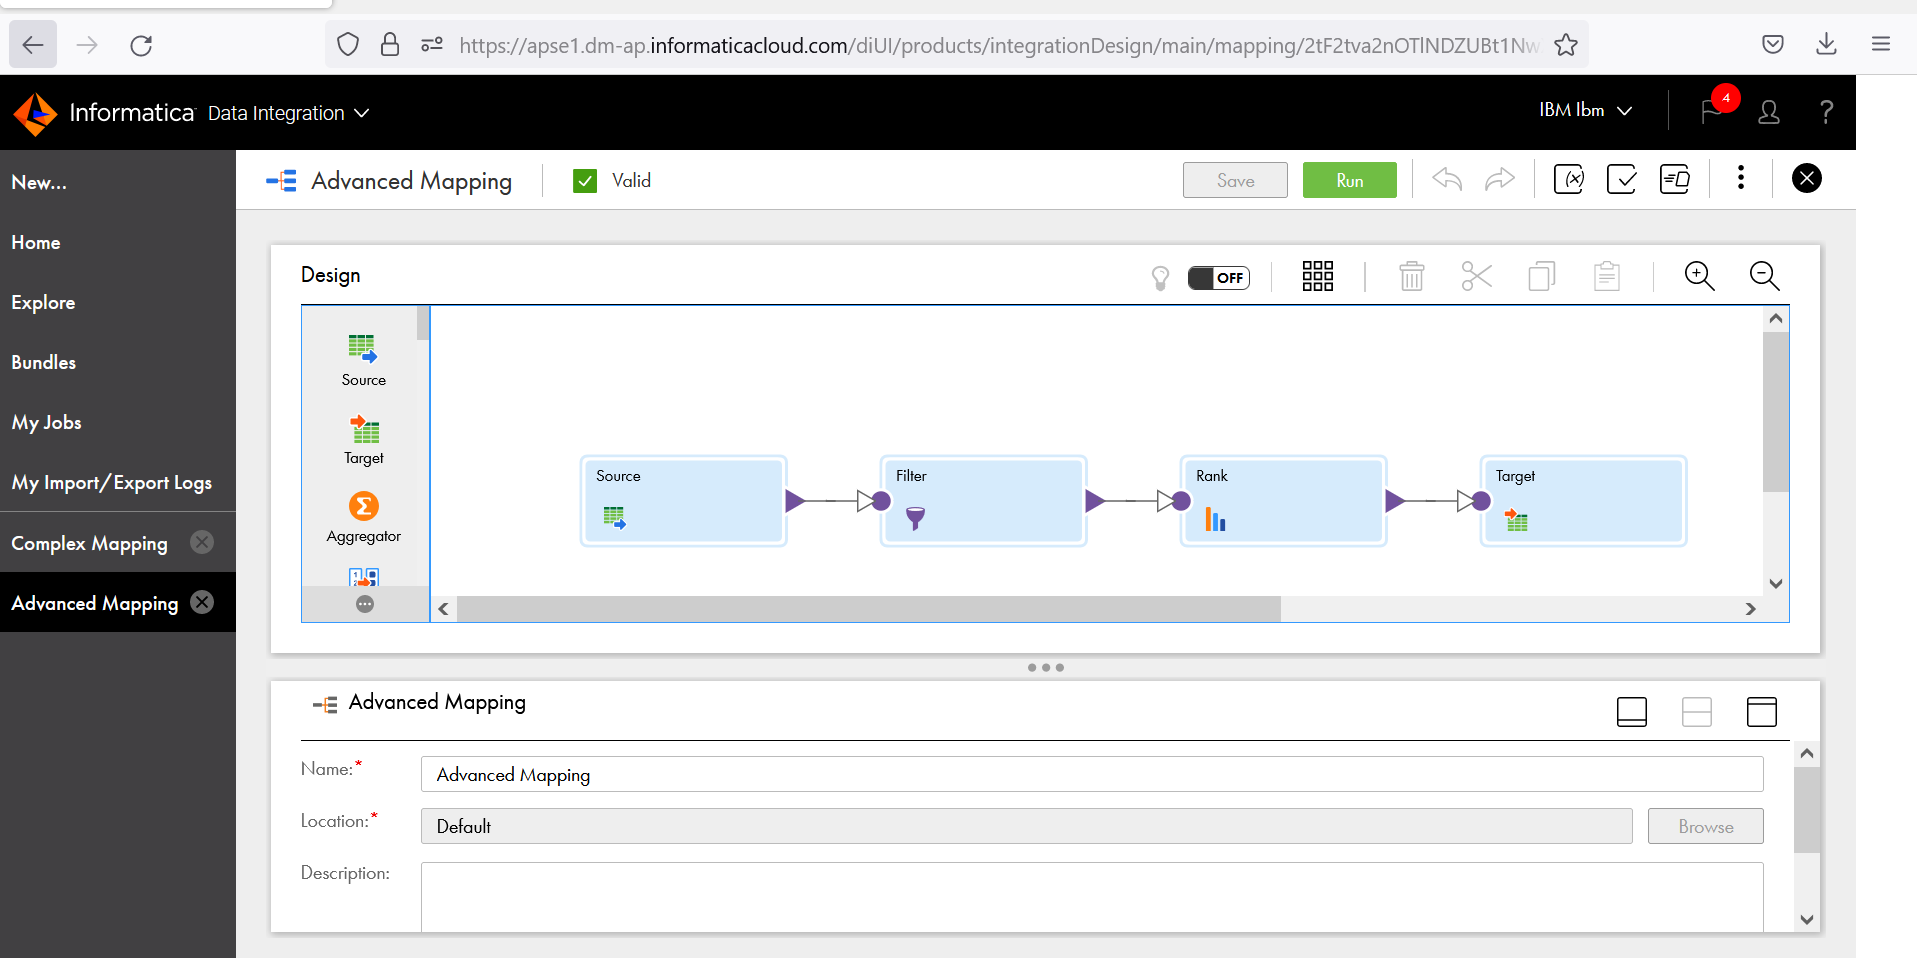 https://apse1.dm-ap.informaticacloud.com/diUI/products/integrationDesign/main/mapping/2tF2tva2nOTlNDZUBt1Nw
Informatica Data Integration
IBM Ibm
4
?
New...
Home
Explore
Bundles
My Jobs
My Import/Export Logs
Complex Mapping
Advanced Mapping
Advanced Mapping
Valid
Save
Run
(x)
Design
OFF
Source
Target
Aggregator
Source
Filter
Rank
Target
Advanced Mapping
Name:*
Advanced Mapping
Location:*
Default
Browse
Description: